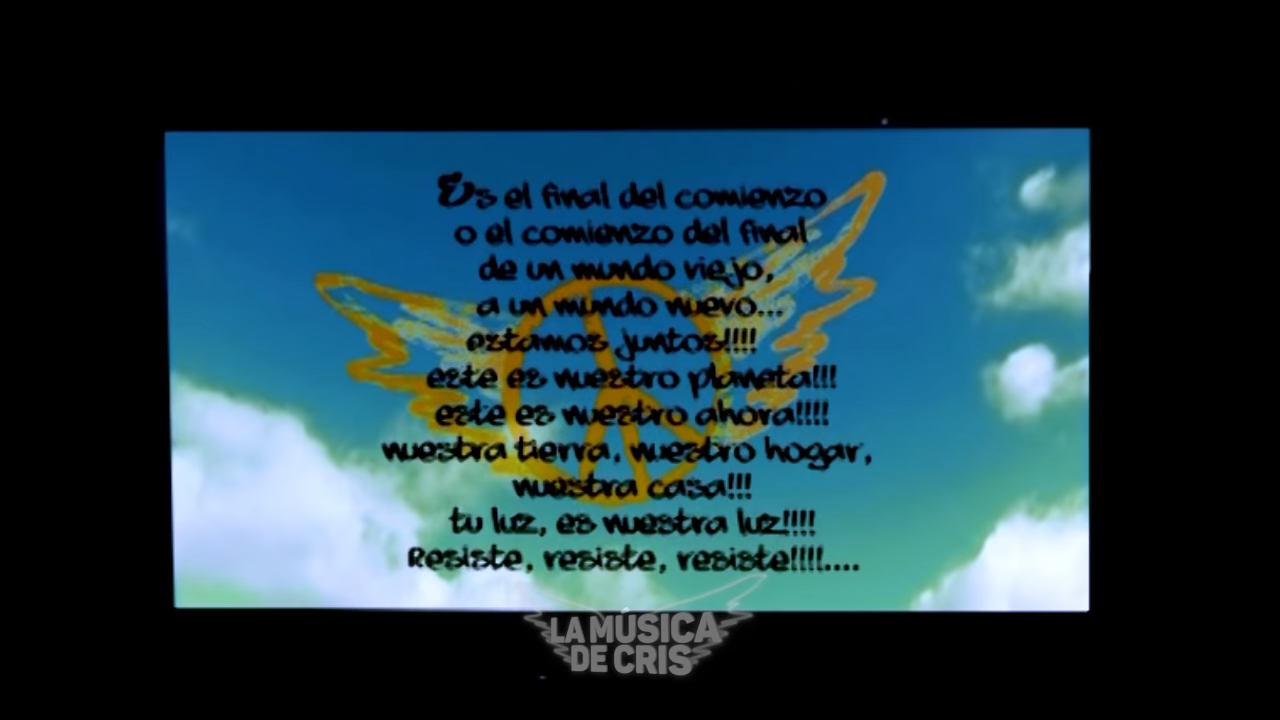 Es el final del comienzo
o el comienzo del final
de un mundo viejo,
a un mundo nuevo...
estamos juntos!!!!
este es nuestro planeta!!!
este es nuestro ahora!!!!
nuestra tierra, nuestro hogar,
nuestra casa!!!
tu luz, es nuestra luz!!!!
Resiste, resiste, resiste!!!!....
LA MÚSICA
DE CRIS